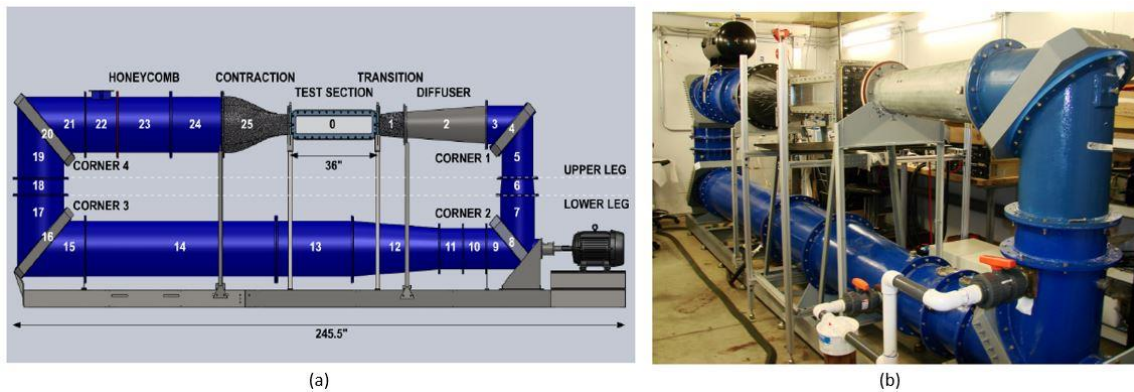 HONEYCOMB CONTRACTION TRANSITION
TEST SECTION DIFFUSER
20 21 22 23 24 25 0 1 2 3 4
19 CORNER 4 36" CORNER 1 5
18 6 UPPER LEG
17 CORNER 3 CORNER 2 7 LOWER LEG
16 15 14 13 12 11 10 9 8
245.5"
(a) (b)